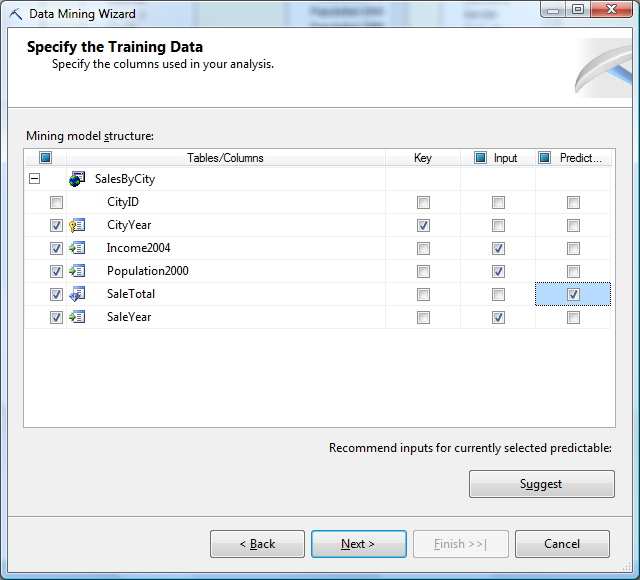 Data Mining Wizard
Specify the Training Data
Specify the columns used in your analysis.
Mining model structure:
Tables/Columns Key Input Predict...
SalesByCity
CityID
CityYear
Income2004
Population2000
SaleTotal
SaleYear
Recommend inputs for currently selected predictable:
Suggest
< Back Next > Finish >>| Cancel